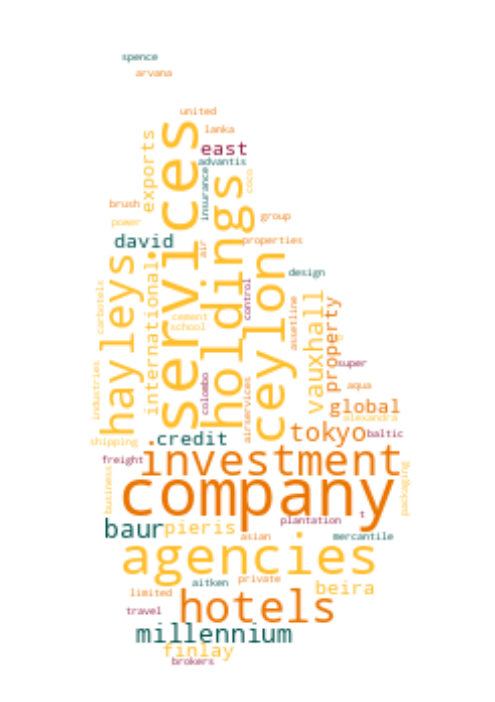 spence
arvana
united
lanka
east
advantis
exports
services
insurance
coco
holdings
brush
group
power
david
air
properties
hayleys
international
ceylon
design
carbotels
control
cement
school
assetline
vauxhall
property
super
industries
colombo
airservices
aqua
global
alexandra
shipping
credit
tokyo
baltic
freight
investment
business
company
packaging
baur
pieris
plantation
t
asian
mercantile
agencies
aitken
private
beira
limited
hotels
travel
millennium
finlay
brokers